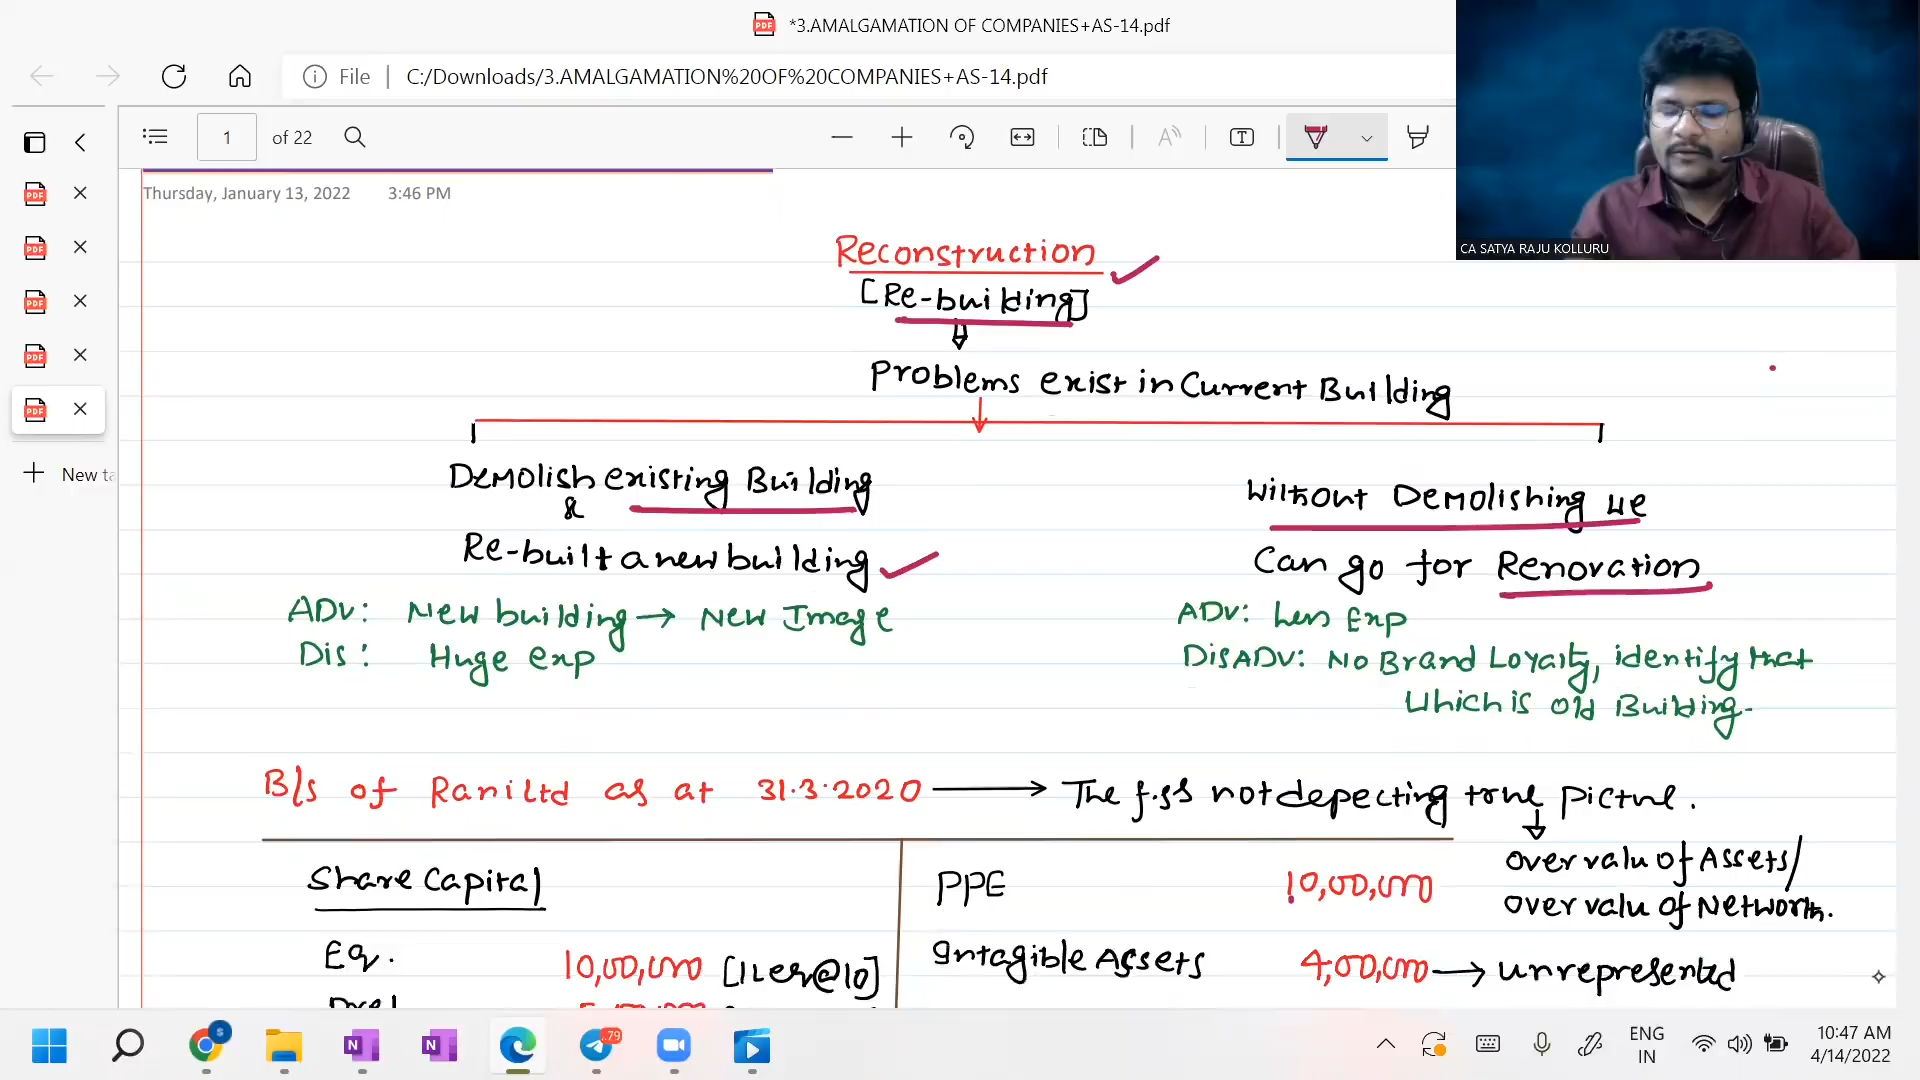 *3.AMALGAMATION OF COMPANIES+AS-14.pdf
File
C:/Downloads/3.AMALGAMATION%20OF%20COMPANIES+AS-14.pdf
1 of 22
CA SATYA RAJU KOLLURU
New ta
Thursday, January 13, 2022 3:46 PM
Reconstruction
[Re-building]
Problems exist in Current Building
Demolish existing Building
&
Re-built a new building
Without Demolishing we
Can go for Renovation
ADV: New building → New Image
Dis: Huge exp
ADV: Less Exp
DISADV: No Brand Loyalty, identify that
which is old Building.
B/s of Rani Ltd as at 31.3.2020 → The f.ss not depecting true picture.
over value of Assets/
over value of Networth.
Share Capital
PPE 10,00,000
Eq. 10,00,000 [1Les@10]
Intagible Assets 4,00,000 → unrepresented
79
ENG
IN
10:47 AM
4/14/2022